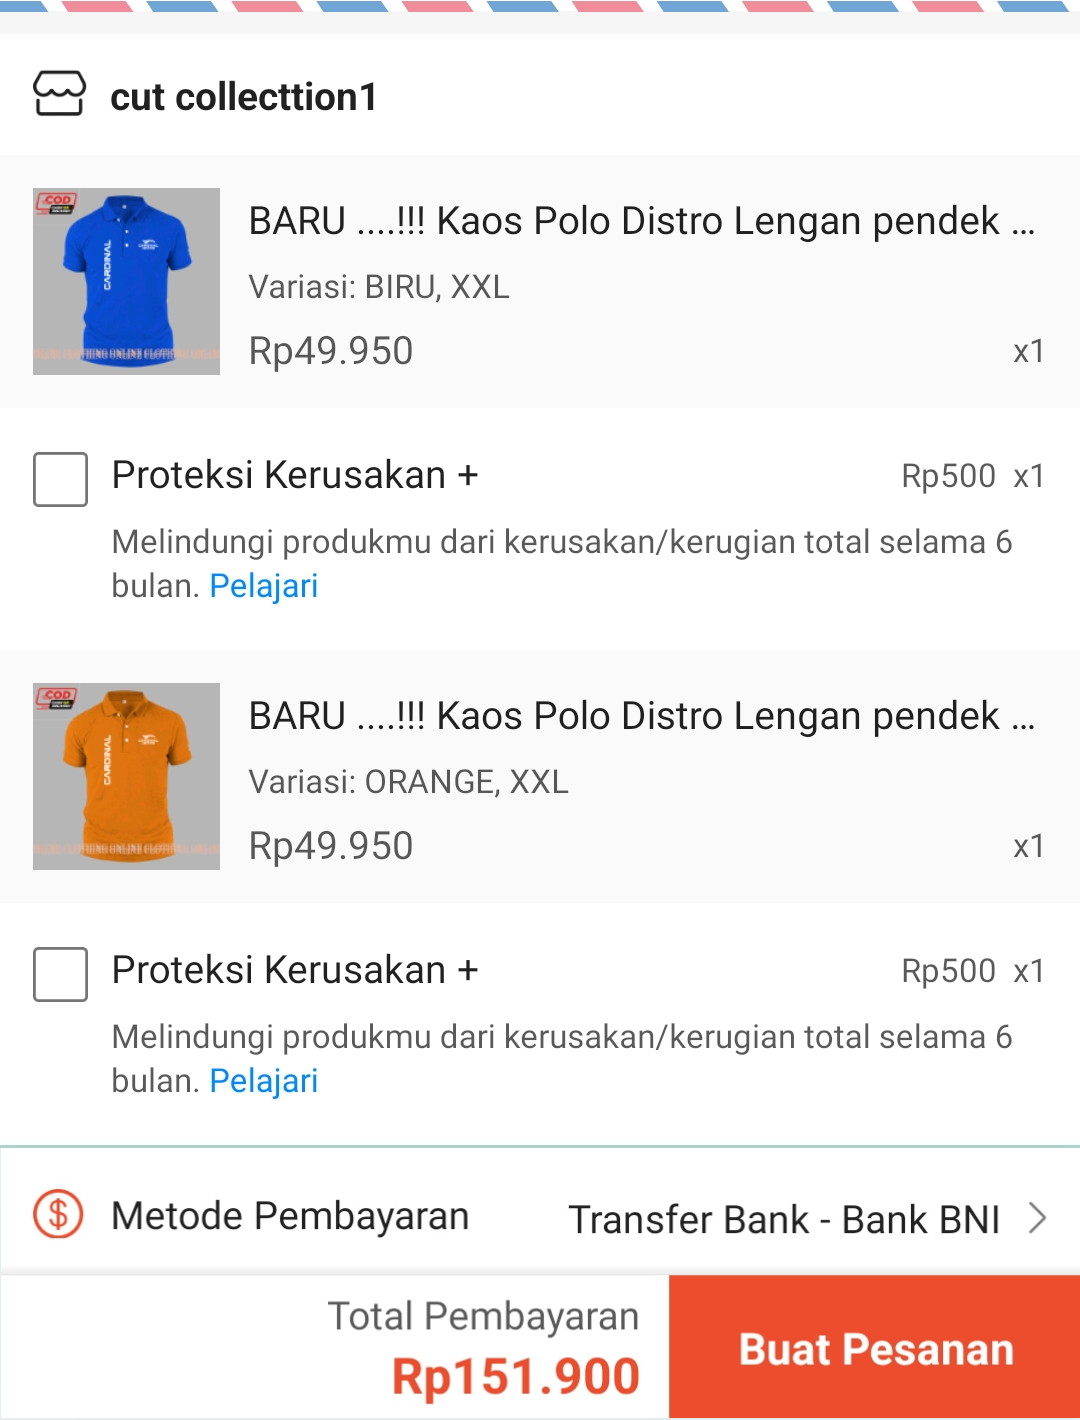 cut collecttion1
COD
CARDINAL
BARU ....!!! Kaos Polo Distro Lengan pendek ...
Variasi: BIRU, XXL
Rp49.950
x1
Proteksi Kerusakan +
Rp500 x1
Melindungi produkmu dari kerusakan/kerugian total selama 6
bulan. Pelajari
COD
CARDINAL
BARU ....!!! Kaos Polo Distro Lengan pendek ...
Variasi: ORANGE, XXL
Rp49.950
x1
Proteksi Kerusakan +
Rp500 x1
Melindungi produkmu dari kerusakan/kerugian total selama 6
bulan. Pelajari
Metode Pembayaran
Transfer Bank - Bank BNI
Total Pembayaran
Rp151.900
Buat Pesanan